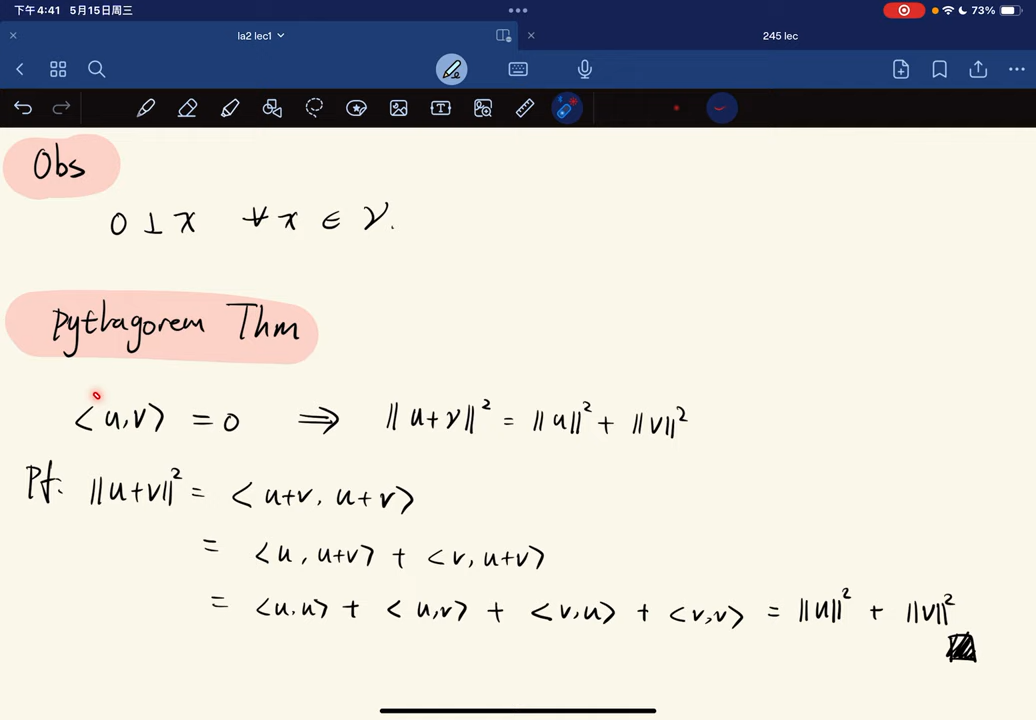 下午4:41 5月15日周三
73%
la2 lec1
245 lec
Obs
0 ⊥ x ∀ x ∈ V.
Pythagorem Thm
<u,v> = 0 ⟹ ||u+v||² = ||u||² + ||v||²
Pf. ||u+v||² = <u+v, u+v>
= <u, u+v> + <v, u+v>
= <u,u> + <u,v> + <v,u> + <v,v> = ||u||² + ||v||²